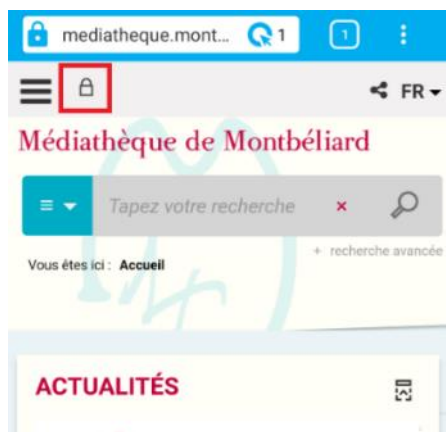 mediatheque.mont... 1 1
FR
Médiathèque de Montbéliard
Tapez votre recherche ×
+ recherche avancée
Vous êtes ici : Accueil
ACTUALITÉS